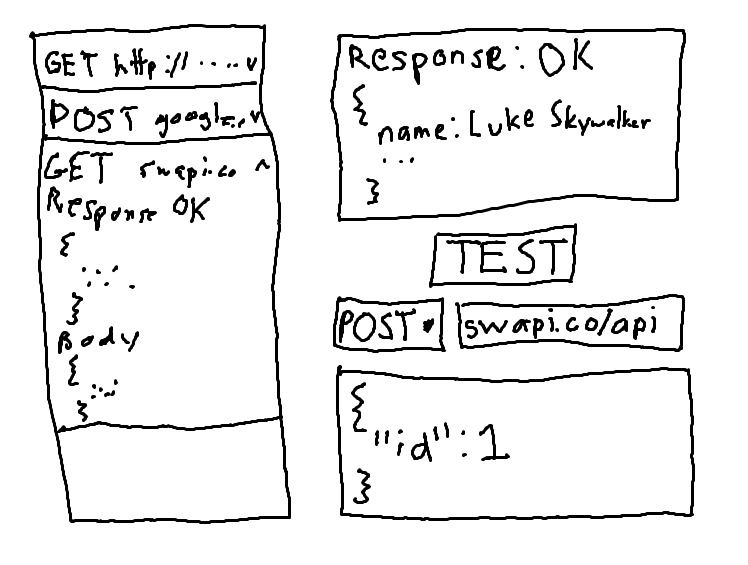 GET http://.....v
POST google...v
GET swapi.co ^
Response OK
{
.....
}
Body
{
....
}
Response: OK
{
name: Luke Skywalker
...
}
TEST
POST
swapi.co/api
{
"id": 1
}